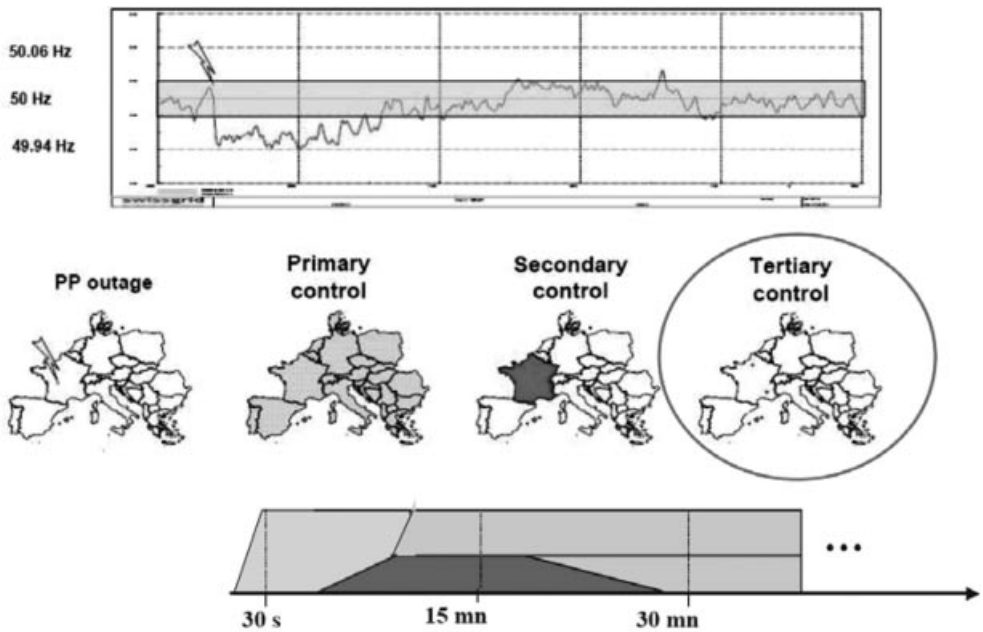 50.06 Hz
50 Hz
49.94 Hz
swissgrid
PP outage
Primary
control
Secondary
control
Tertiary
control
30 s
15 mn
30 mn
...